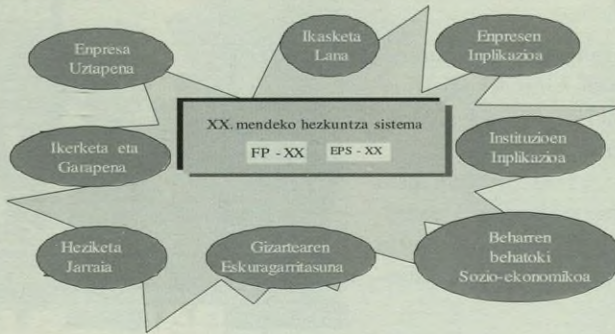 Enpresa
Uztapena
Ikasketa
Lana
Enpresen
Inplikazioa
XX. mendeko hezkuntza sistema
FP - XX
EPS - XX
Ikerketa eta
Garapena
Instituzioen
Inplikazioa
Heziketa
Jarraia
Gizartearen
Eskuragarritasuna
Beharren
behatoki
Sozio-ekonomikoa